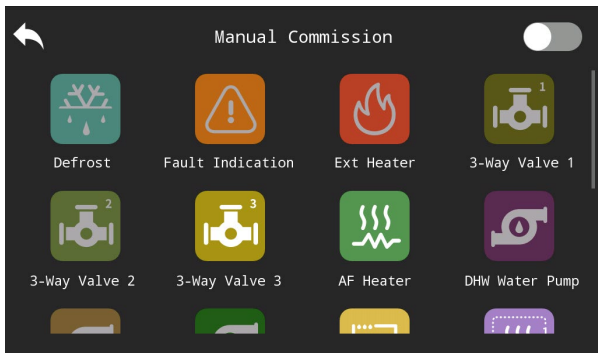 Manual Commission
1
Defrost Fault Indication Ext Heater 3-Way Valve 1
2 3
3-Way Valve 2 3-Way Valve 3 AF Heater DHW Water Pump